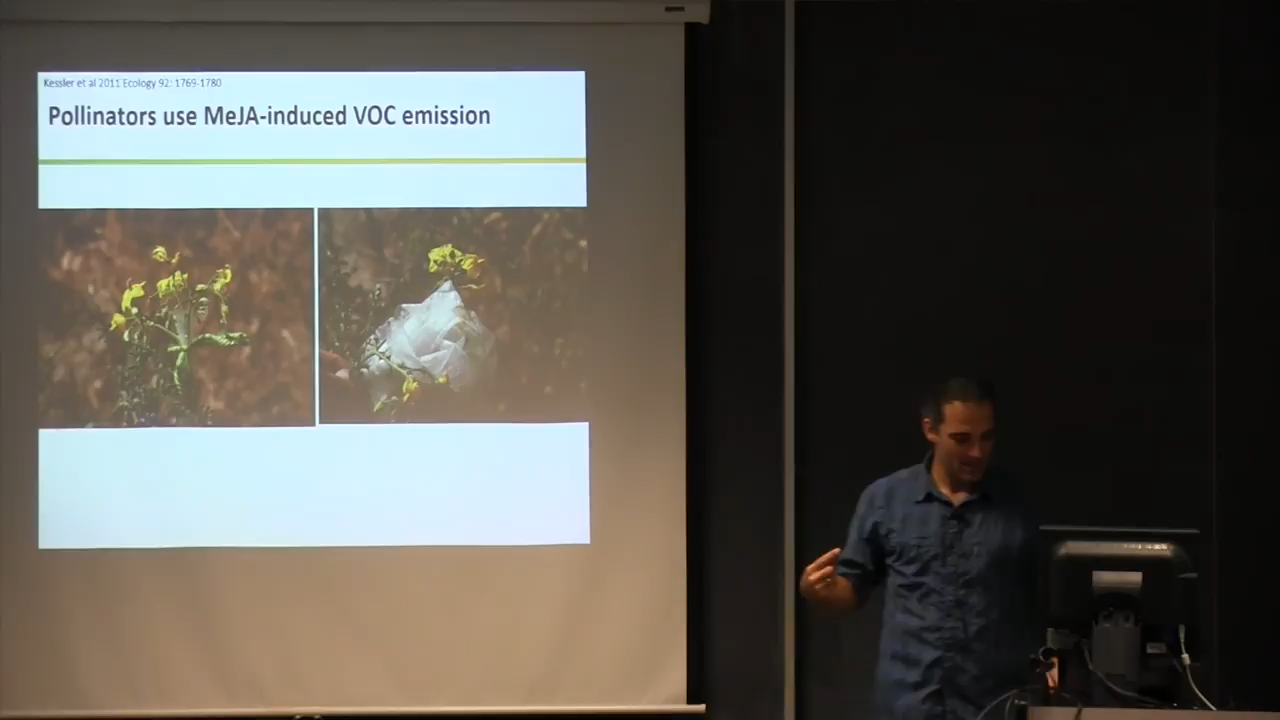 Kessler et al 2011 Ecology 92: 1769-1780
Pollinators use MeJA-induced VOC emission